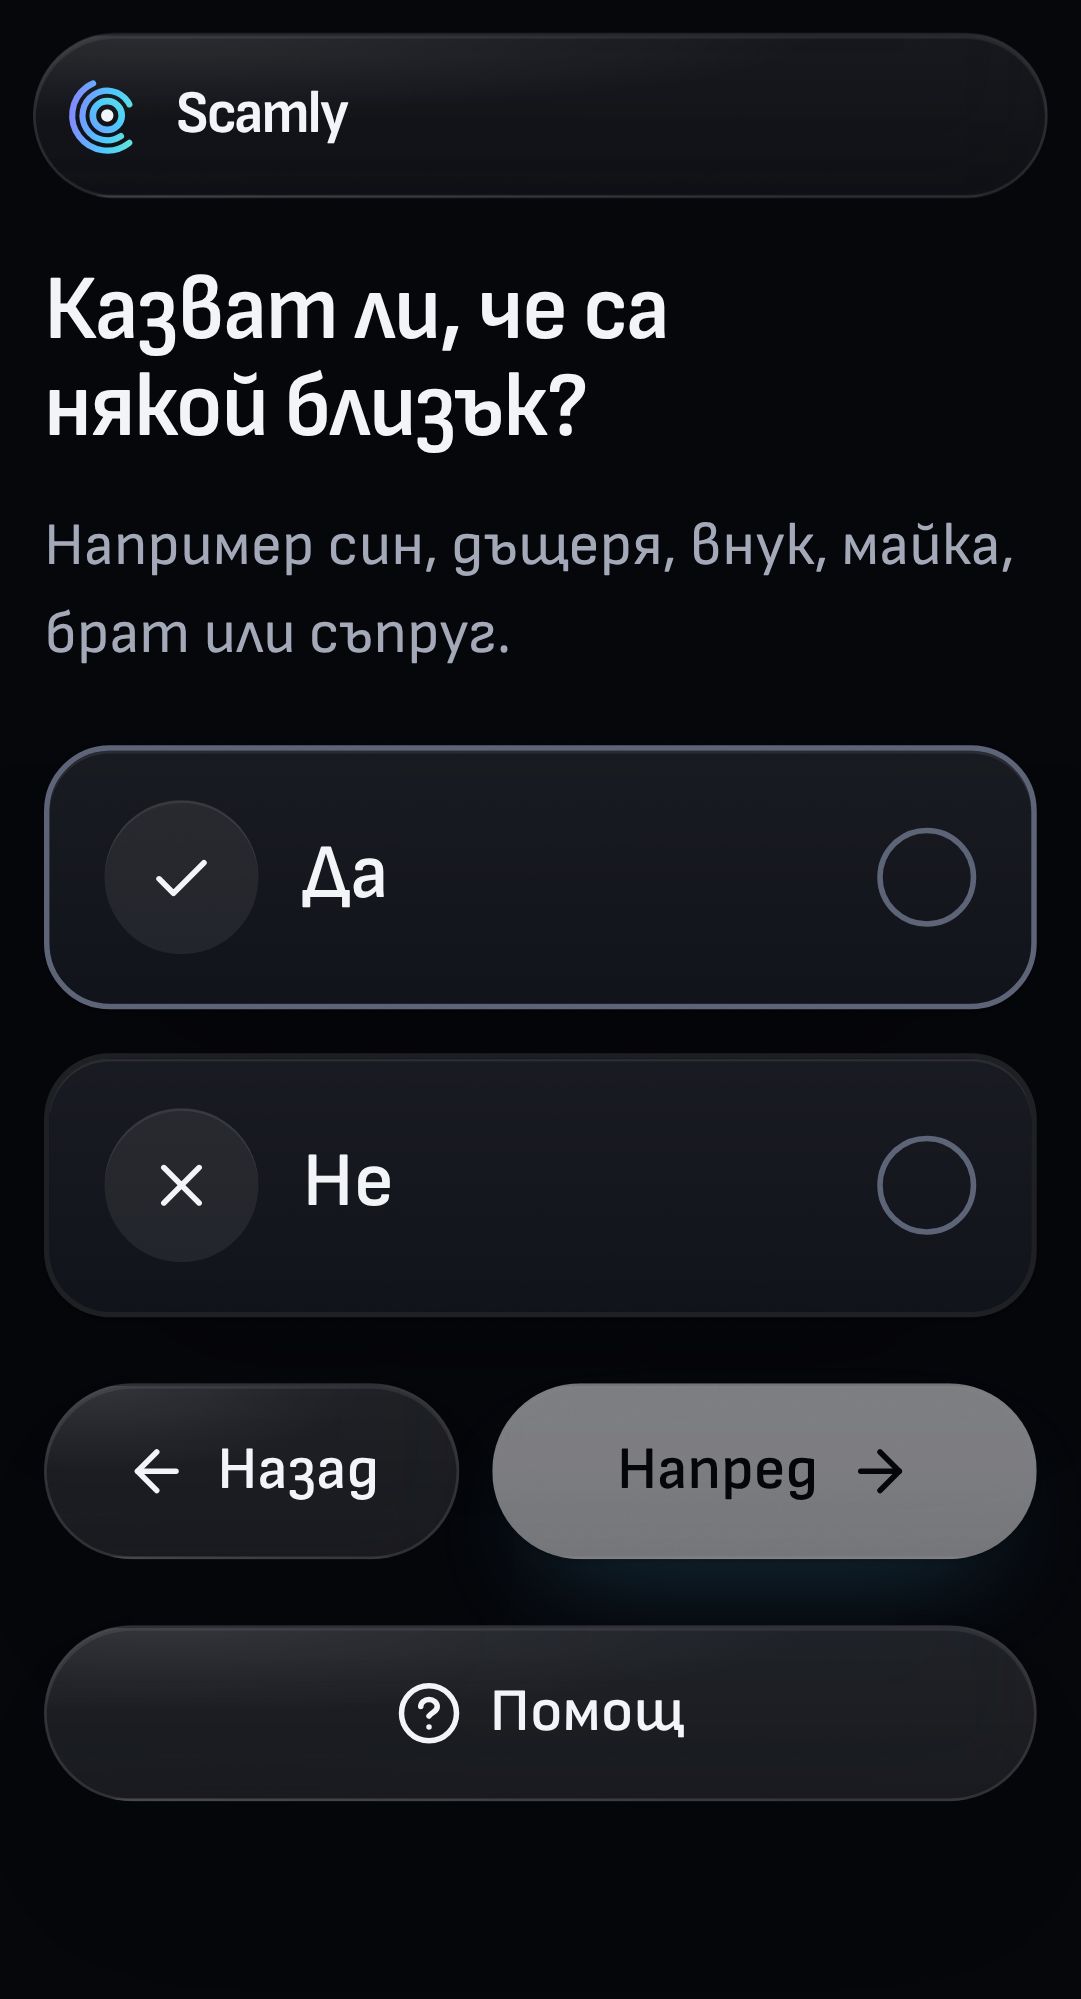 Scamly
Казват ли, че са
някой близък?
Например син, дъщеря, внук, майка,
брат или съпруг.
Да
Не
Назад
Напред
Помощ